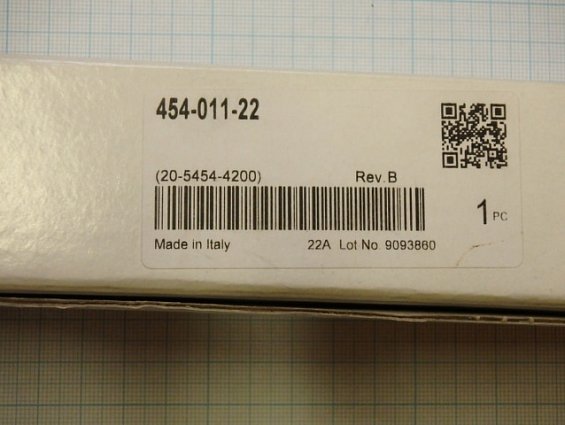 454-011-22
(20-5454-4200) Rev.B
1 PC
Made in Italy 22A Lot No. 9093860